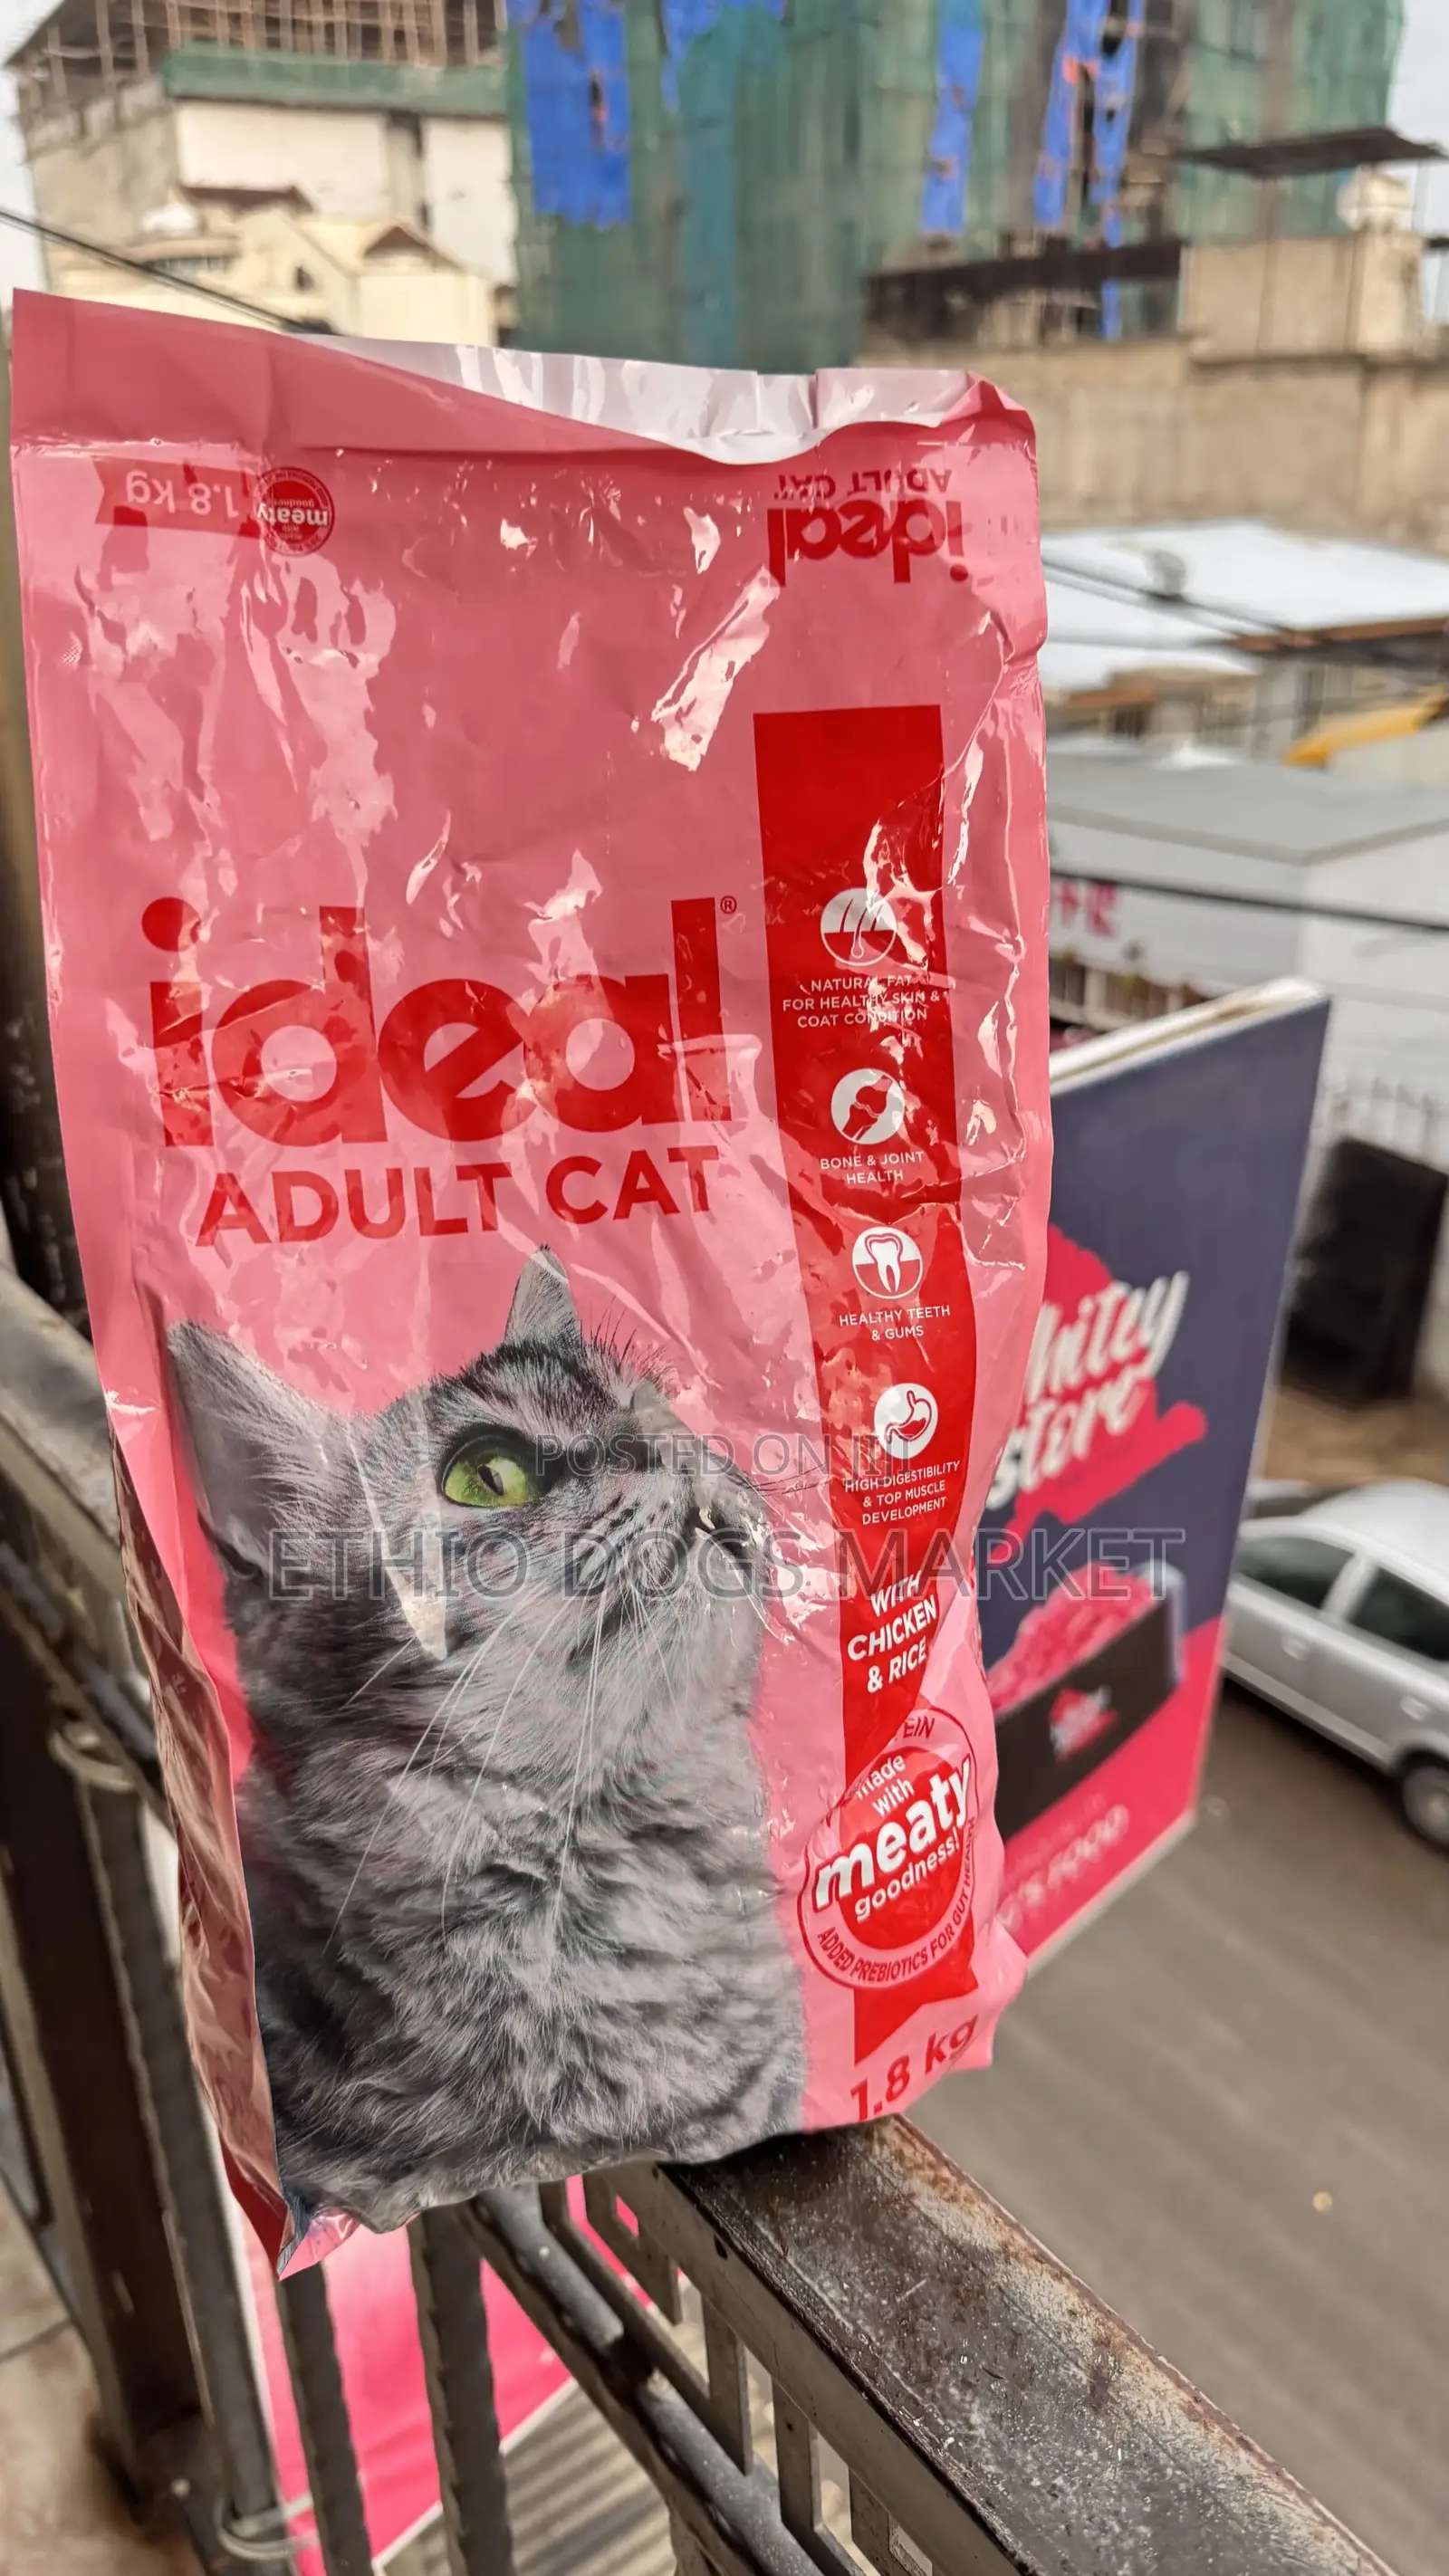 1.8 kg
meaty
goodness!
ideal
ADULT CAT
ideal®
ADULT CAT
NATURAL FAT
FOR HEALTHY SKIN &
COAT CONDITION
BONE & JOINT
HEALTH
HEALTHY TEETH
& GUMS
HIGH DIGESTIBILITY
& TOP MUSCLE
DEVELOPMENT
WITH
CHICKEN
& RICE
made
with
meaty
goodness!
ADDED PREBIOTICS FOR GUT HEALTH
1.8 kg
store
POSTED ON
ETHIO DOGS MARKET